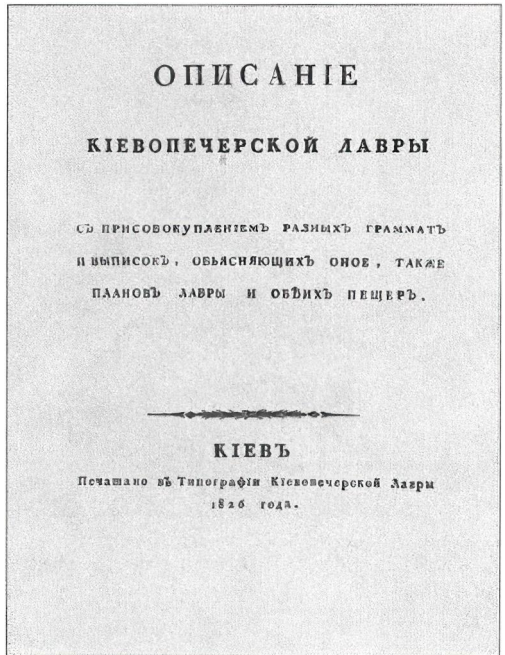 ОПИСАНІЕ
КІЕВОПЕЧЕРСКОЙ ЛАВРЫ
СЪ ПРИСОВОКУПЛЕНІЕМЪ РАЗНЫХЪ ГРАММАТЪ
И ВЫПИСОКЪ, ОБЪЯСНЯЮЩИХЪ ОНОЕ, ТАКЖЕ
ПЛАНОВЪ ЛАВРЫ И ОБѢИХЪ ПЕЩЕРЪ.
КІЕВЪ
Печатано въ Типографіи Кіевопечерской Лавры
1826 года.